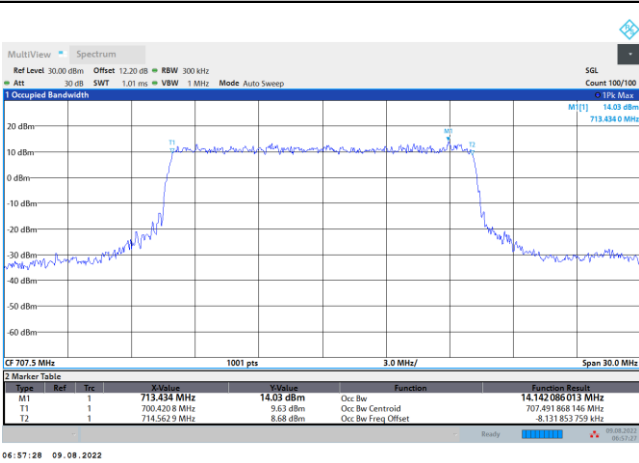 MultiView Spectrum
Ref Level 30.00 dBm Offset 12.20 dB RBW 300 kHz SGL
Att 30 dB SWT 1.01 ms VBW 1 MHz Mode Auto Sweep Count 100/100
1 Occupied Bandwidth 1Pk Max
M1[1] 14.03 dBm
713.434 0 MHz
20 dBm
10 dBm
0 dBm
-10 dBm
-20 dBm
-30 dBm
-40 dBm
-50 dBm
-60 dBm
T1
M1
T2
CF 707.5 MHz 1001 pts 3.0 MHz/ Span 30.0 MHz
2 Marker Table
Type Ref Trc X-Value Y-Value Function Function Result
M1 1 713.434 MHz 14.03 dBm Occ Bw 14.142 086 013 MHz
T1 1 700.420 8 MHz 9.63 dBm Occ Bw Centroid 707.491 868 146 MHz
T2 1 714.562 9 MHz 8.68 dBm Occ Bw Freq Offset -8.131 853 759 kHz
Ready 09.08.2022
06:57:27
06:57:28 09.08.2022